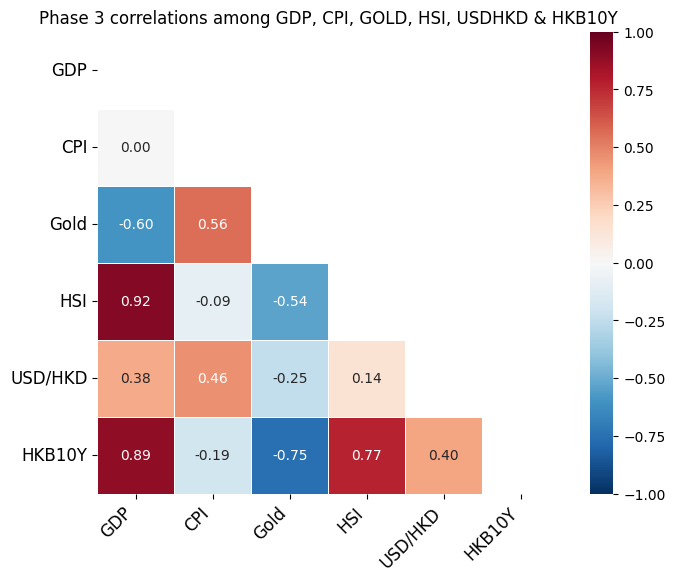 Phase 3 correlations among GDP, CPI, GOLD, HSI, USDHKD & HKB10Y
GDP
CPI
0.00
Gold
-0.60 0.56
HSI
0.92 -0.09 -0.54
USD/HKD
0.38 0.46 -0.25 0.14
HKB10Y
0.89 -0.19 -0.75 0.77 0.40
GDP CPI Gold HSI USD/HKD HKB10Y
1.00
0.75
0.50
0.25
0.00
−0.25
−0.50
−0.75
−1.00